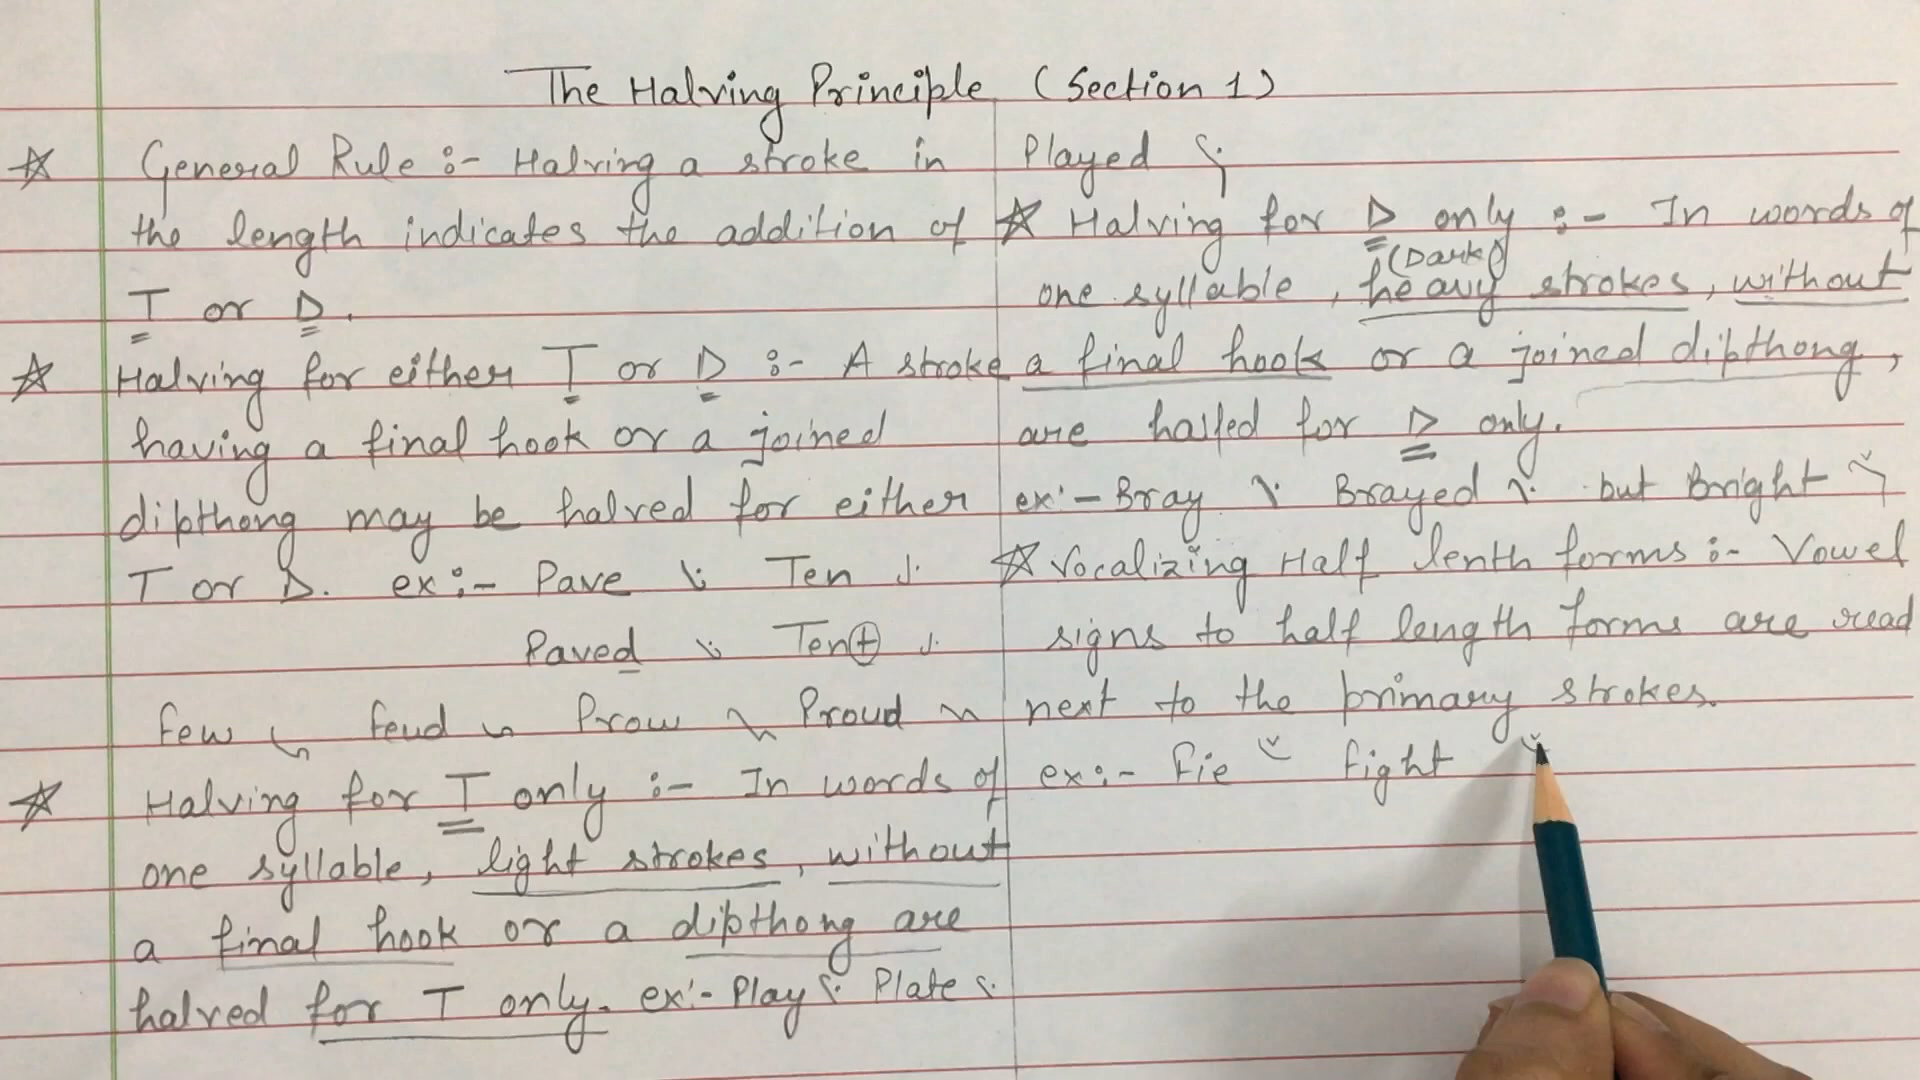 The Halving Principle (Section 1)
☆ General Rule :- Halving a stroke in
the length indicates the addition of
T or D.
☆ Halving for either T or D :- A stroke
having a final hook or a joined
dipthong may be halved for either
T or D. ex:- Pave Ten
Paved Tent
few feud Prow Proud
☆ Halving for T only :- In words of
one syllable, light strokes, without
a final hook or a dipthong are
halved for T only. ex:- Play Plate
Played
☆ Halving for D only :- In words of
(Dark)
one syllable, heavy strokes, without
a final hook or a joined dipthong,
are halfed for D only.
ex:- Bray Brayed but Bright
☆ Vocalizing Half lenth forms :- Vowel
signs to half length forms are read
next to the primary strokes.
ex:- Fie Fight